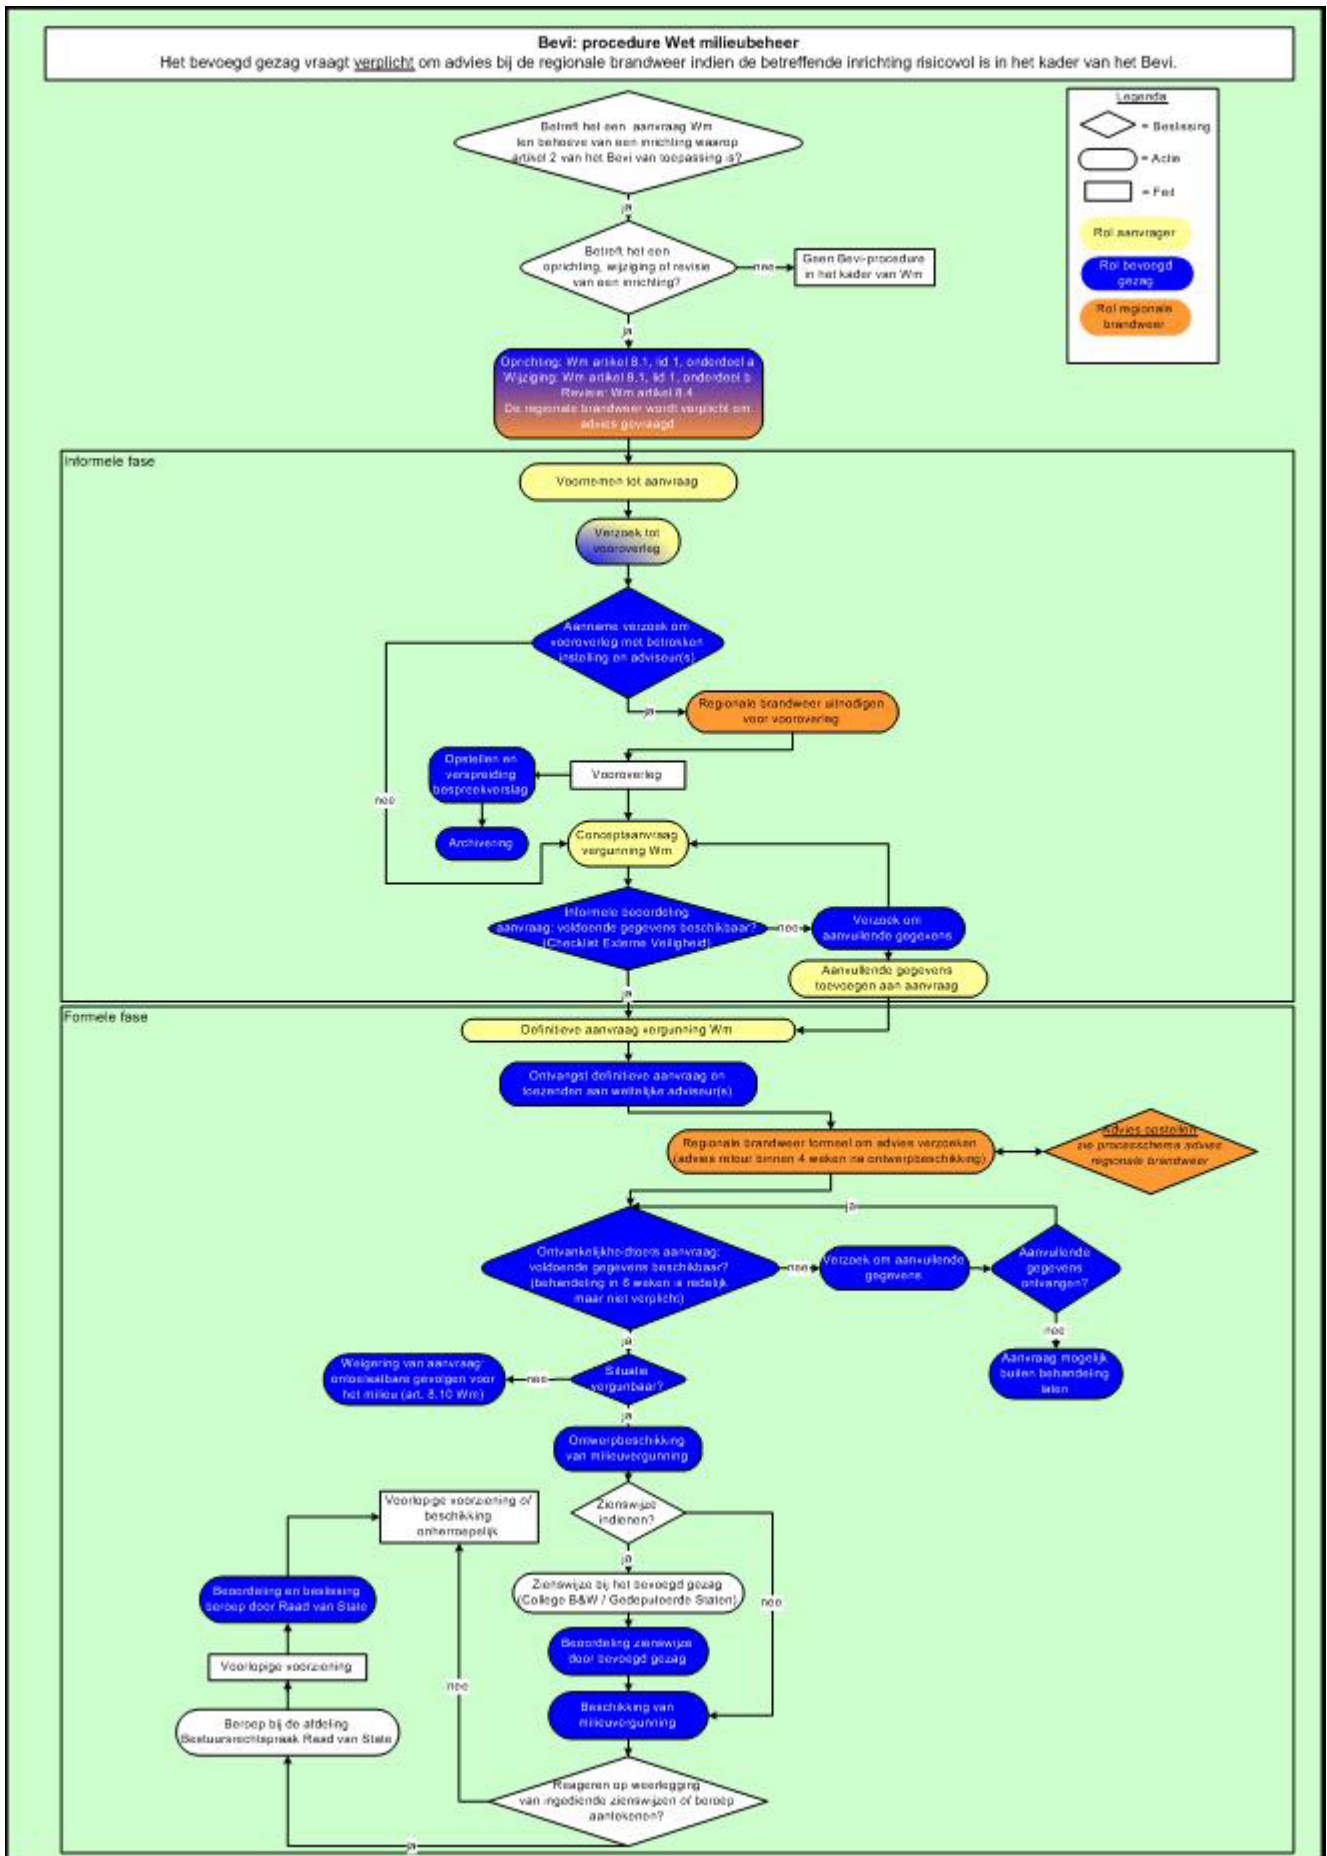 Bevi: procedure Wet milieubeheer
Het bevoegd gezag vraagt verplicht om advies bij de regionale brandweer indien de betreffende inrichting risicovol is in het kader van het Bevi.
Legenda
= Beslissing
= Actie
= Feit
Rol aanvrager
Rol bevoegd
gezag
Rol regionale
brandweer
Betreft het een aanvraag Wm
ten behoeve van een inrichting waarop
artikel 2 van het Bevi van toepassing is?
ja
Betreft het een
oprichting, wijziging of revisie
van een inrichting?
nee
Geen Bevi-procedure
in het kader van Wm
ja
Oprichting: Wm artikel 8.1, lid 1, onderdeel a
Wijziging: Wm artikel 8.1, lid 1, onderdeel b
Revisie: Wm artikel 8.4
De regionale brandweer wordt verplicht om
advies gevraagd
Informele fase
Voornemen tot aanvraag
Verzoek tot
vooroverleg
Aanname verzoek om
vooroverleg met betrokken
instelling en adviseur(s)
ja
Regionale brandweer uitnodigen
voor vooroverleg
Opstellen en
verspreiding
bespreekverslag
Vooroverleg
nee
Archivering
Conceptaanvraag
vergunning Wm
Informele beoordeling
aanvraag: voldoende gegevens beschikbaar?
(Checklist Externe Veiligheid)
nee
Verzoek om
aanvullende gegevens
Aanvullende gegevens
toevoegen aan aanvraag
ja
Formele fase
Definitieve aanvraag vergunning Wm
Ontvangst definitieve aanvraag en
toezenden aan wettelijke adviseur(s)
Regionale brandweer formeel om advies verzoeken
(advies retour binnen 4 weken na ontwerpbeschikking)
Advies opstellen:
zie processchema advies
regionale brandweer
ja
Ontvankelijkheidtoets aanvraag:
voldoende gegevens beschikbaar?
(behandeling in 6 weken is redelijk
maar niet verplicht)
nee
Verzoek om aanvullende
gegevens
Aanvullende
gegevens
ontvangen?
nee
Aanvraag mogelijk
buiten behandeling
laten
ja
Situatie
vergunbaar?
nee
Weigering van aanvraag:
ontoelaatbare gevolgen voor
het milieu (art. 8.10 Wm)
ja
Ontwerpbeschikking
van milieuvergunning
Zienswijze
indienen?
Voorlopige voorziening of
beschikking
onherroepelijk
ja
Zienswijze bij het bevoegd gezag
(College B&W / Gedeputeerde Staten)
nee
Beoordeling en beslissing
beroep door Raad van State
Beoordeling zienswijze
door bevoegd gezag
Voorlopige voorziening
nee
Beschikking van
milieuvergunning
Beroep bij de afdeling
Bestuursrechtspraak Raad van State
Reageren op weerlegging
van ingediende zienswijzen of beroep
aantekenen?
ja